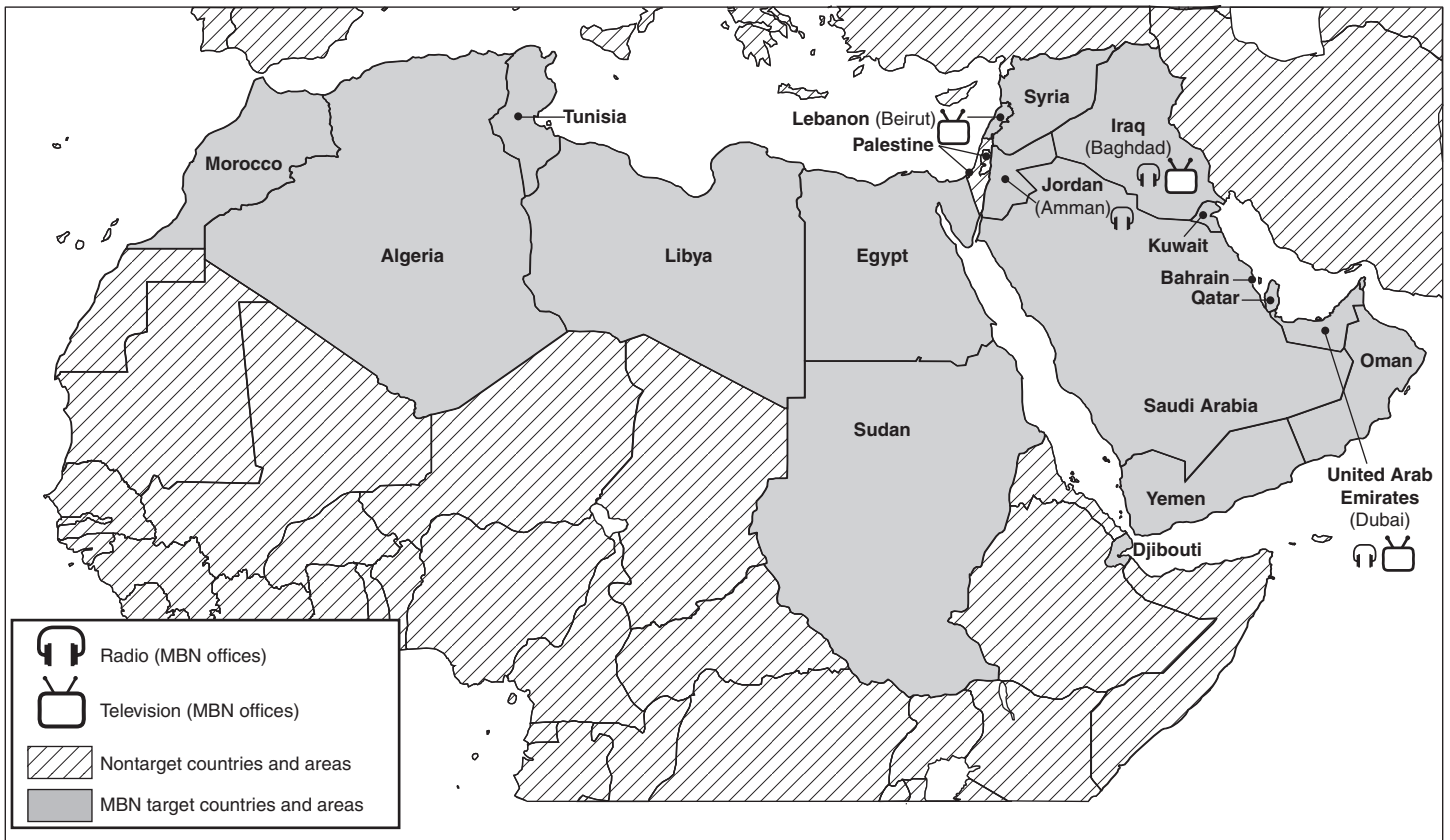 Tunisia
Morocco
Algeria
Libya
Egypt
Sudan
Syria
Lebanon (Beirut)
Palestine
Iraq
(Baghdad)
Jordan
(Amman)
Kuwait
Bahrain
Qatar
Oman
Saudi Arabia
Yemen
United Arab
Emirates
(Dubai)
Djibouti
Radio (MBN offices)
Television (MBN offices)
Nontarget countries and areas
MBN target countries and areas